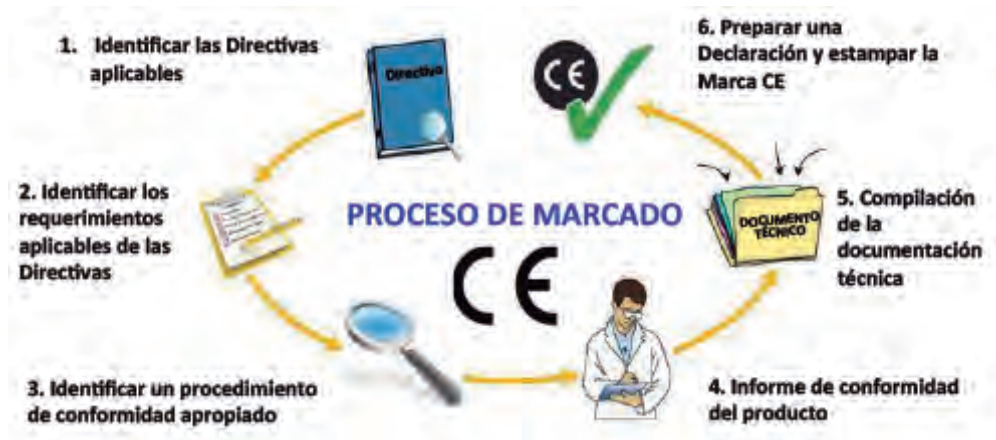 1. Identificar las Directivas
aplicables
Directiva
6. Preparar una
Declaración y estampar la
Marca CE
CE
2. Identificar los
requerimientos
aplicables de las
Directivas
PROCESO DE MARCADO
CE
DOCUMENTO
TÉCNICO
5. Compilación
de la
documentación
técnica
3. Identificar un procedimiento
de conformidad apropiado
4. Informe de conformidad
del producto